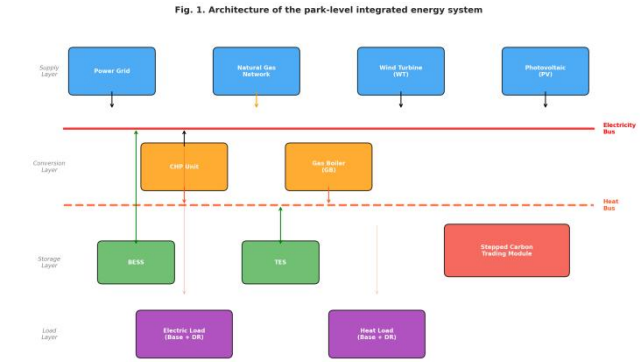 Fig. 1. Architecture of the park-level integrated energy system
Supply
Layer
Power Grid
Natural Gas
Network
Wind Turbine
(WT)
Photovoltaic
(PV)
Electricity
Bus
Conversion
Layer
CHP Unit
Gas Boiler
(GB)
Heat
Bus
Storage
Layer
BESS
TES
Stepped Carbon
Trading Module
Load
Layer
Electric Load
(Base + DR)
Heat Load
(Base + DR)